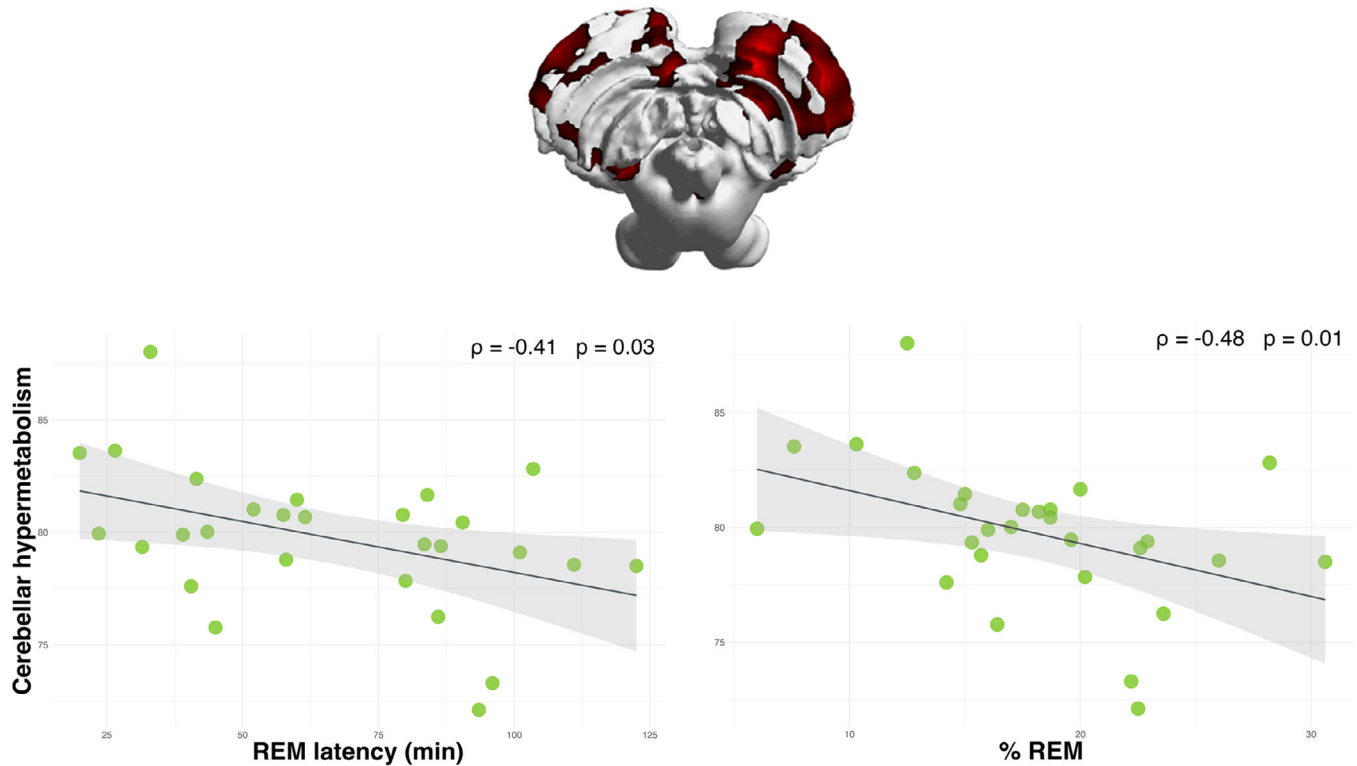 ρ = -0.41 p = 0.03
Cerebellar hypermetabolism
85
80
75
25 50 75 100 125
REM latency (min)
ρ = -0.48 p = 0.01
85
80
75
10 20 30
% REM